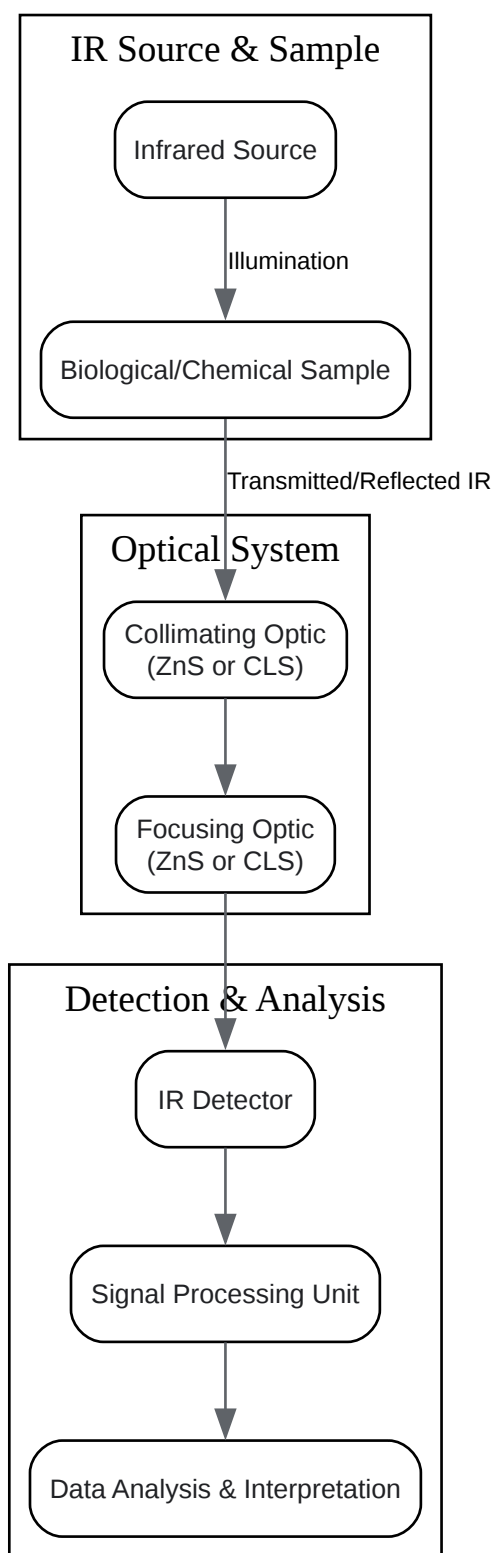 IR Source & Sample
Infrared Source
Illumination
Biological/Chemical Sample
Transmitted/Reflected IR
Optical System
Collimating Optic
(ZnS or CLS)
Focusing Optic
(ZnS or CLS)
Detection & Analysis
IR Detector
Signal Processing Unit
Data Analysis & Interpretation